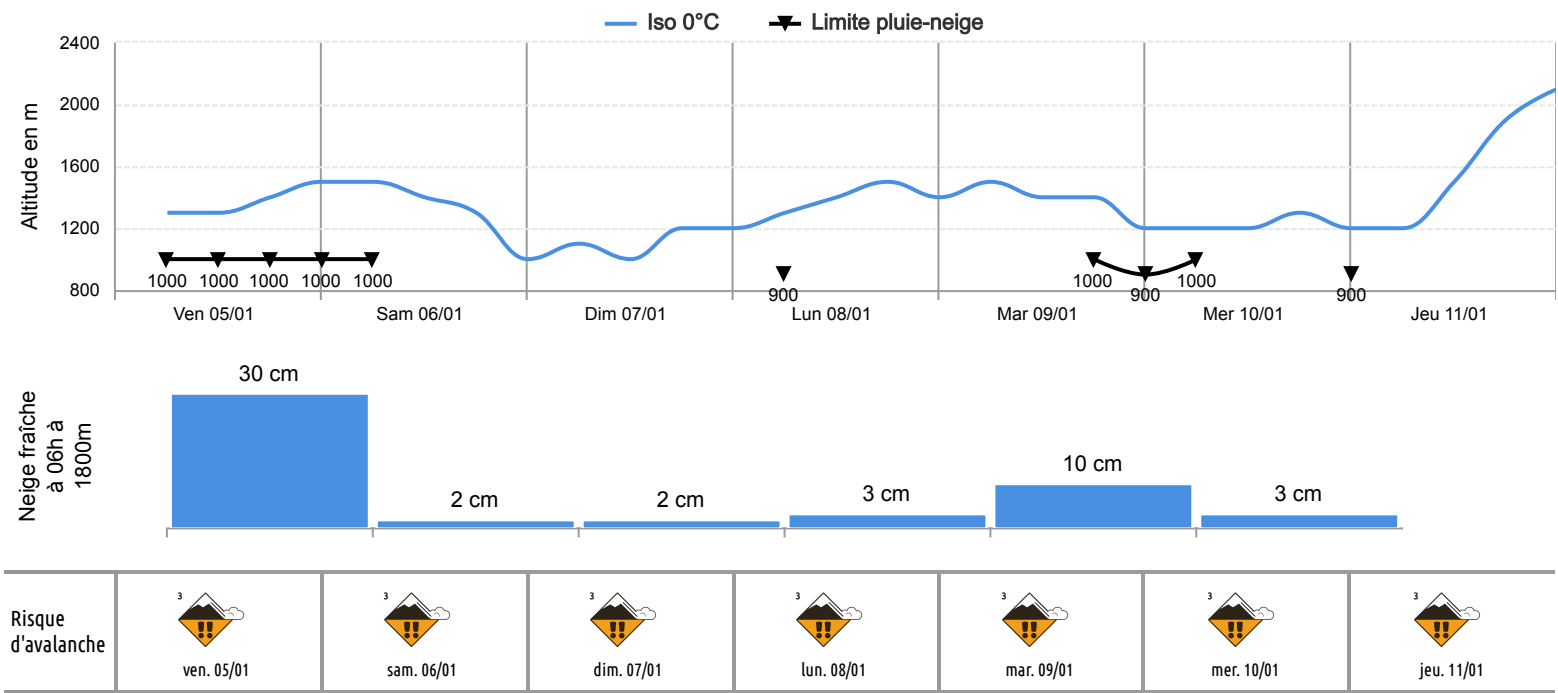 Iso 0°C Limite pluie-neige
Altitude en m
2400
2000
1600
1200
800
1000 1000 1000 1000 1000 900 1000 900 1000 900
Ven 05/01 Sam 06/01 Dim 07/01 Lun 08/01 Mar 09/01 Mer 10/01 Jeu 11/01
Neige fraîche
à 06h à
1800m
30 cm 2 cm 2 cm 3 cm 10 cm 3 cm
Risque
d'avalanche
3 3 3 3 3 3 3
!! !! !! !! !! !! !!
ven. 05/01 sam. 06/01 dim. 07/01 lun. 08/01 mar. 09/01 mer. 10/01 jeu. 11/01